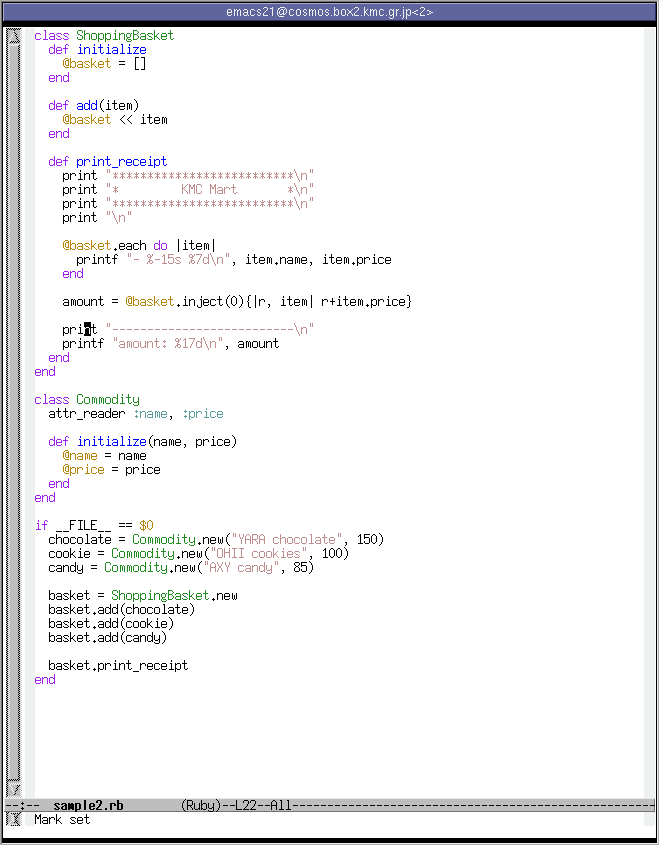 emacs21@cosmos.box2.kmc.gr.jp<2>
class ShoppingBasket
  def initialize
    @basket = []
  end

  def add(item)
    @basket << item
  end

  def print_receipt
    print "**************************\n"
    print "*         KMC Mart       *\n"
    print "**************************\n"
    print "\n"

    @basket.each do |item|
      printf "- %-15s %7d\n", item.name, item.price
    end

    amount = @basket.inject(0){|r, item| r+item.price}

    print "--------------------------\n"
    printf "amount: %17d\n", amount
  end
end

class Commodity
  attr_reader :name, :price

  def initialize(name, price)
    @name = name
    @price = price
  end
end

if __FILE__ == $0
  chocolate = Commodity.new("YARA chocolate", 150)
  cookie = Commodity.new("OHII cookies", 100)
  candy = Commodity.new("AXY candy", 85)

  basket = ShoppingBasket.new
  basket.add(chocolate)
  basket.add(cookie)
  basket.add(candy)

  basket.print_receipt
end
--:--  sample2.rb        (Ruby)--L22--All----------------------------------------------------
Mark set